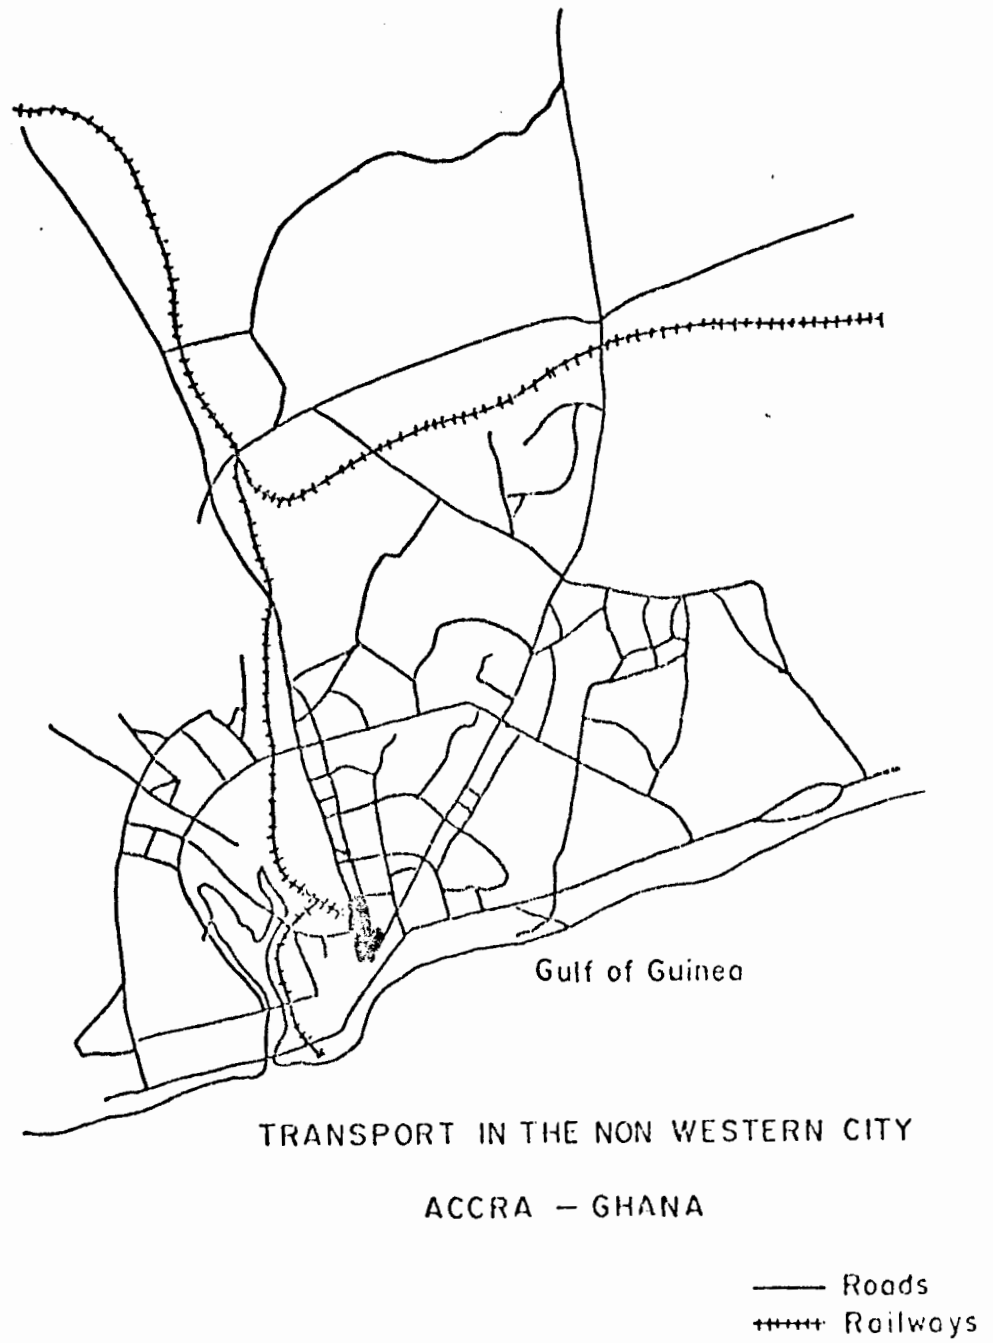 Gulf of Guinea
TRANSPORT IN THE NON WESTERN CITY
ACCRA – GHANA
Roads
Railways